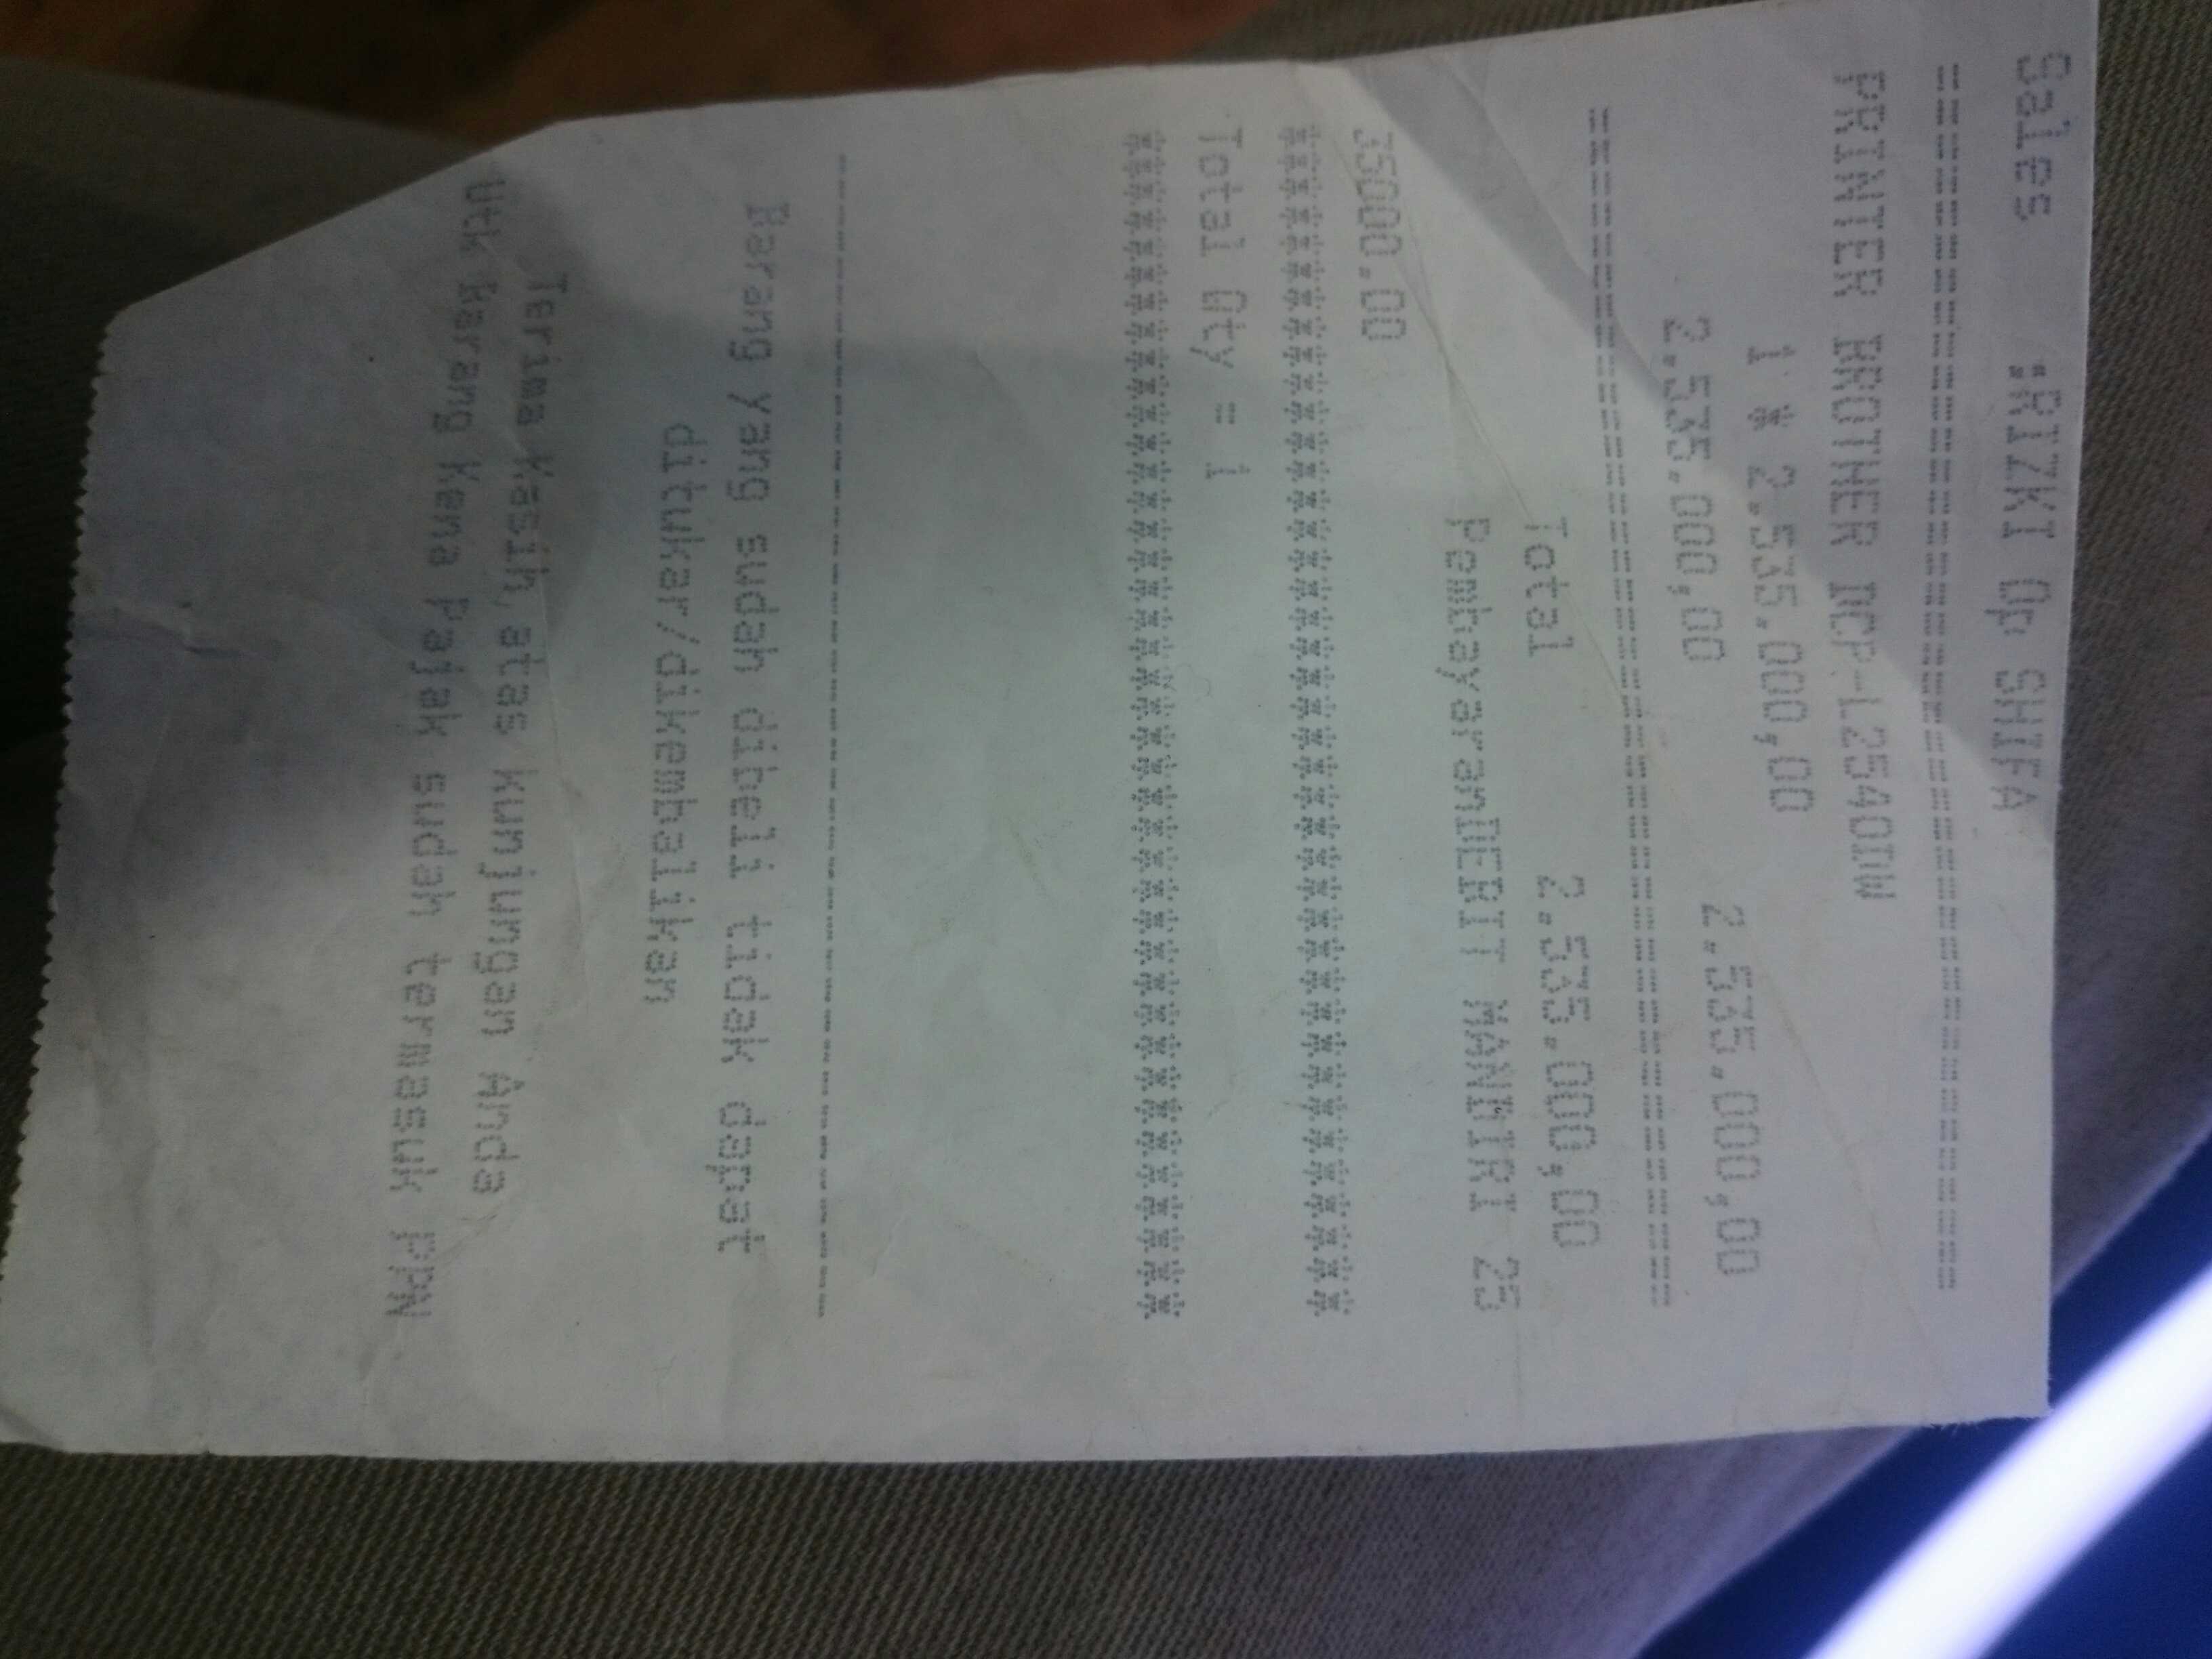 Sales :RIZKI Op SHIFA
================================
PRINTER BROTHER DCP-L2540DW
1 * 2.535.000,00 2.535.000,00
2.535.000,00
================================
Total 2.535.000,00
PembayaranDEBIT MANDIRI 25
35000.00
********************************
Total Qty = 1
********************************
--------------------------------
Barang yang sudah dibeli tidak dapat
ditukar/dikembalikan
Terima Kasih, atas kunjungan Anda
Utk Barang Kena Pajak sudah termasuk PPN